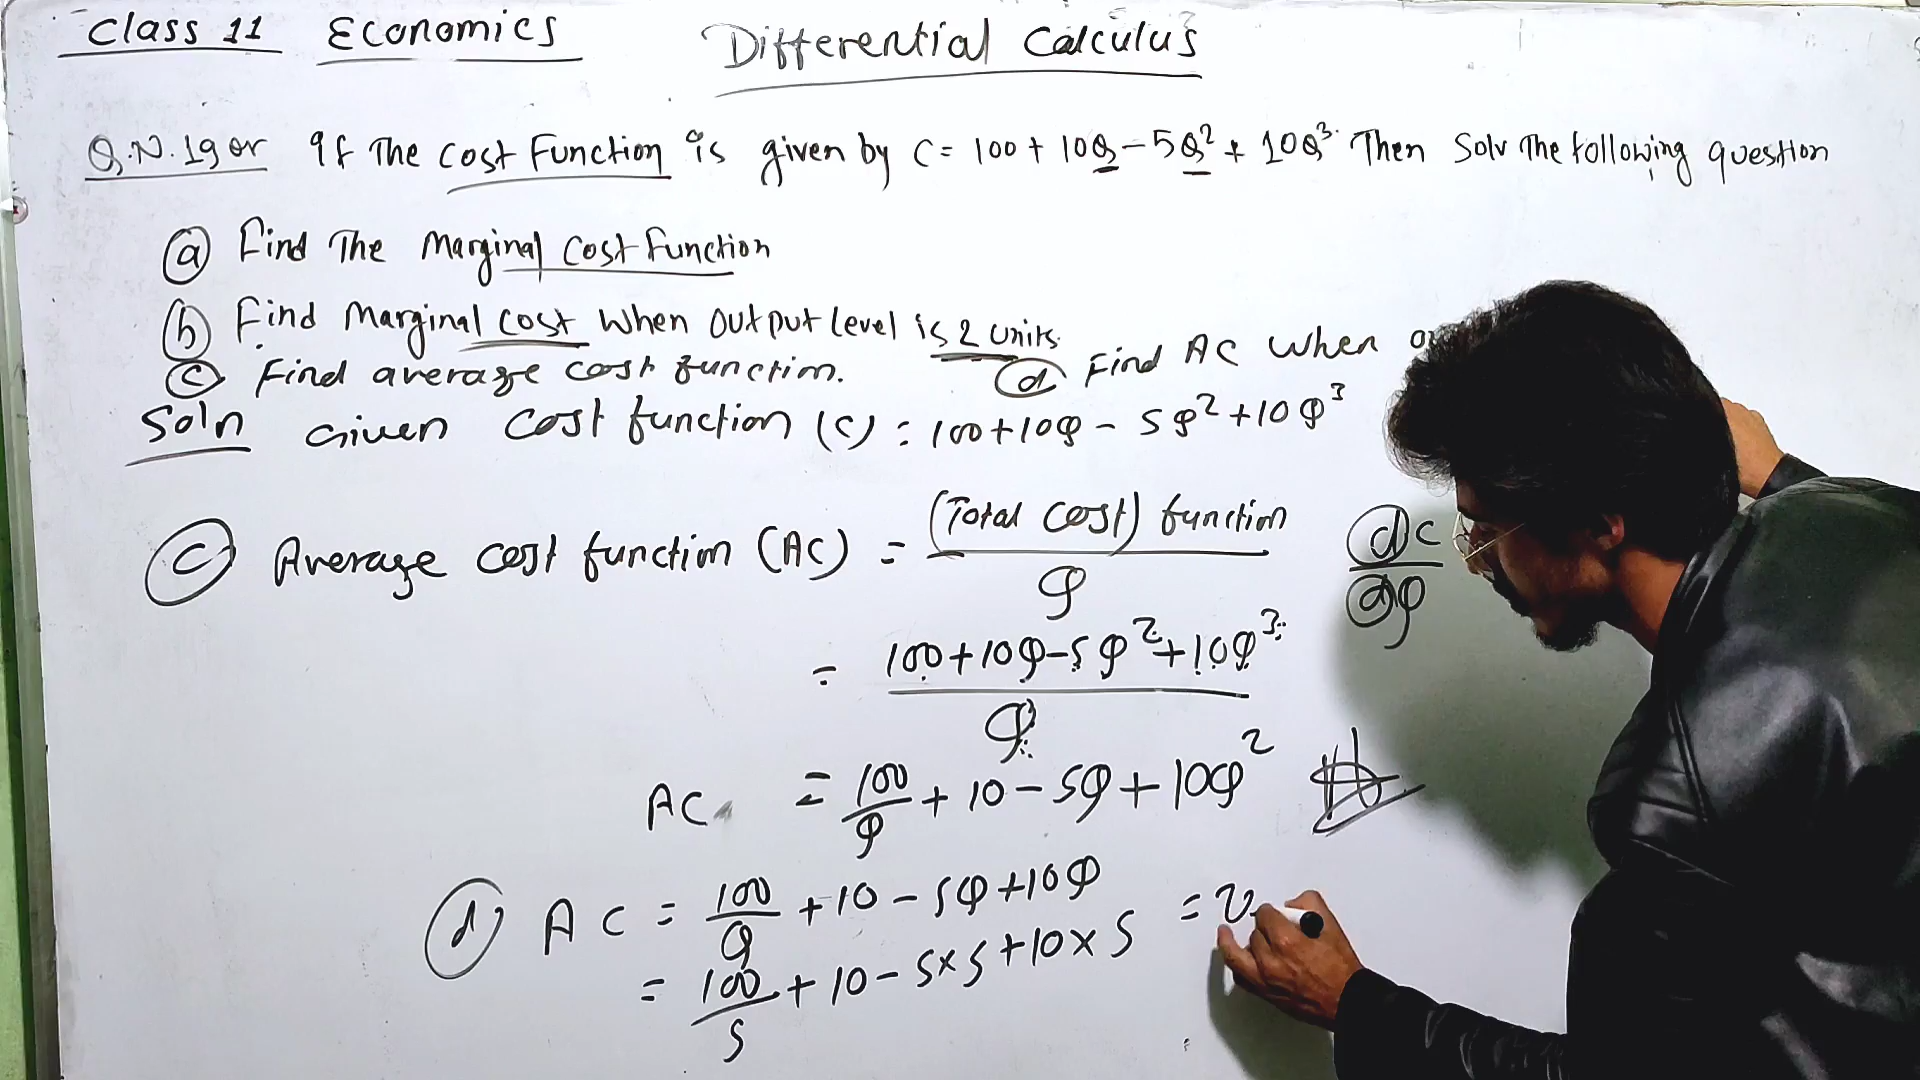 Class 11 Economics Differential Calculus
Q.N.19 or If The Cost Function is given by C = 100 + 10Q - 5Q² + 10Q³. Then Solv The following question
(a) Find The Marginal Cost Function
(b) Find Marginal Cost When Output Level is 2 Units.
(c) Find average cost function. (d) Find AC When
Soln Given Cost function (C) = 100+10Q - 5Q²+10Q³
(c) Average cost function (AC) = (Total Cost) function / Q dC/dQ
= 100+10Q-5Q²+10Q³ / Q
AC = 100/Q + 10 - 5Q + 10Q²
(d) AC = 100/Q + 10 - 5Q + 10Q
= 100/5 + 10 - 5×5 + 10×5 = 2